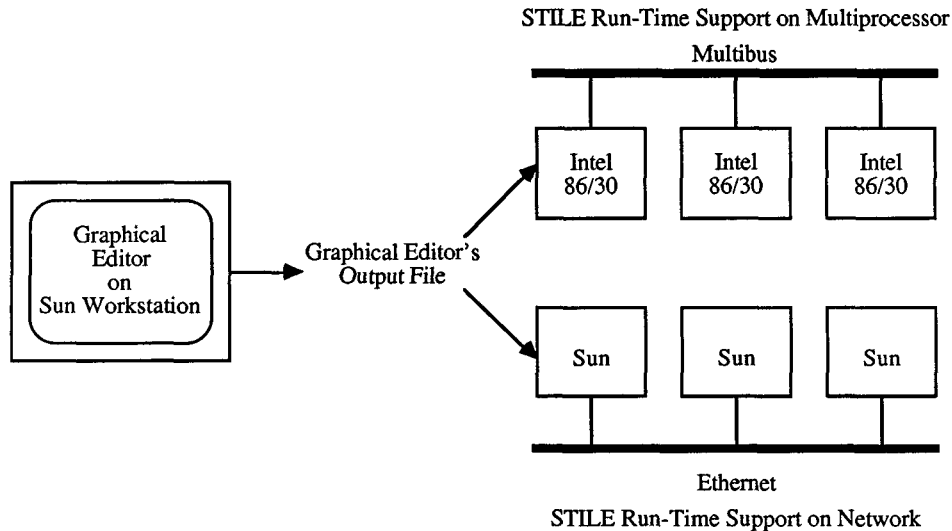 STILE Run-Time Support on Multiprocessor
Multibus
Intel
86/30
Intel
86/30
Intel
86/30
Graphical
Editor
on
Sun Workstation
Graphical Editor's
Output File
Sun
Sun
Sun
Ethernet
STILE Run-Time Support on Network